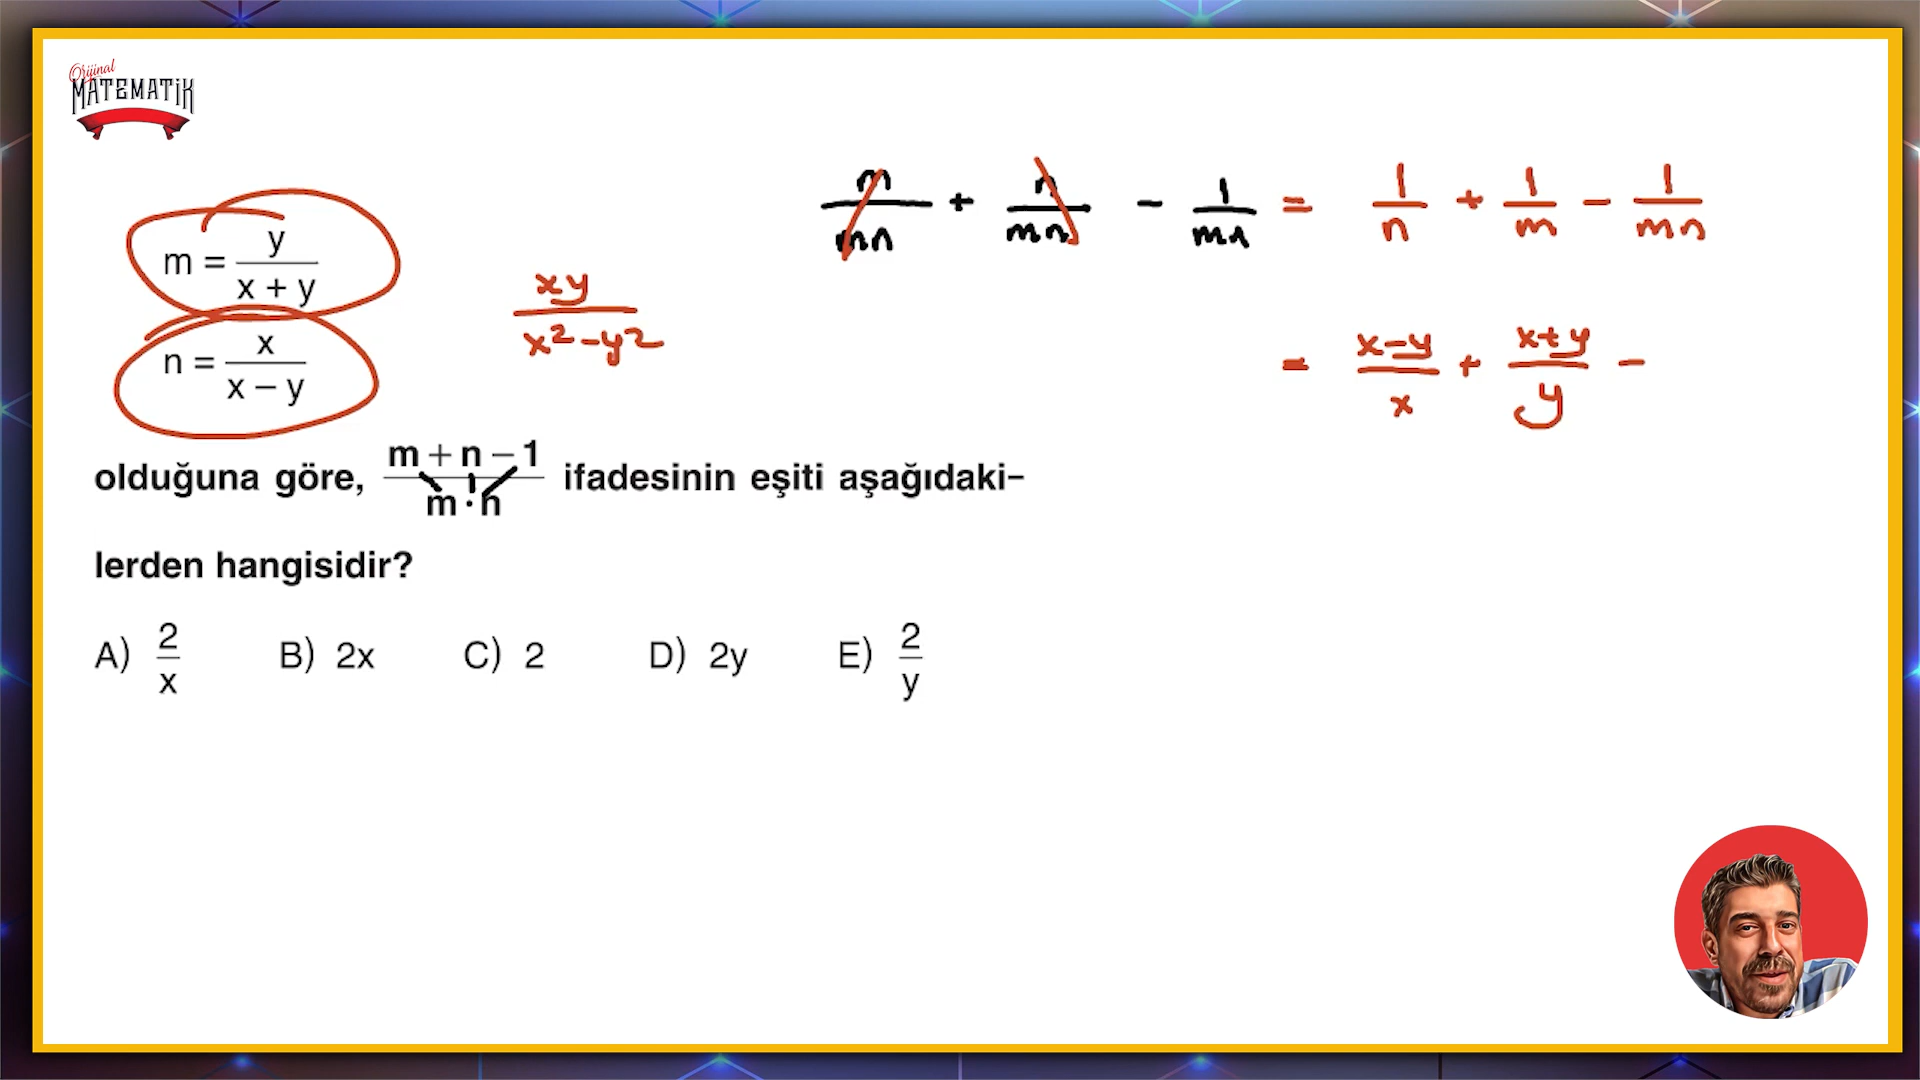 Orijinal
MATEMATİK
m = y / (x + y)
n = x / (x − y)
xy / (x² − y²)
m/mn + n/mn − 1/mn = 1/n + 1/m − 1/mn
= (x−y)/x + (x+y)/y −
olduğuna göre, (m + n − 1) / (m · n) ifadesinin eşiti aşağıdaki−
lerden hangisidir?
A) 2/x B) 2x C) 2 D) 2y E) 2/y